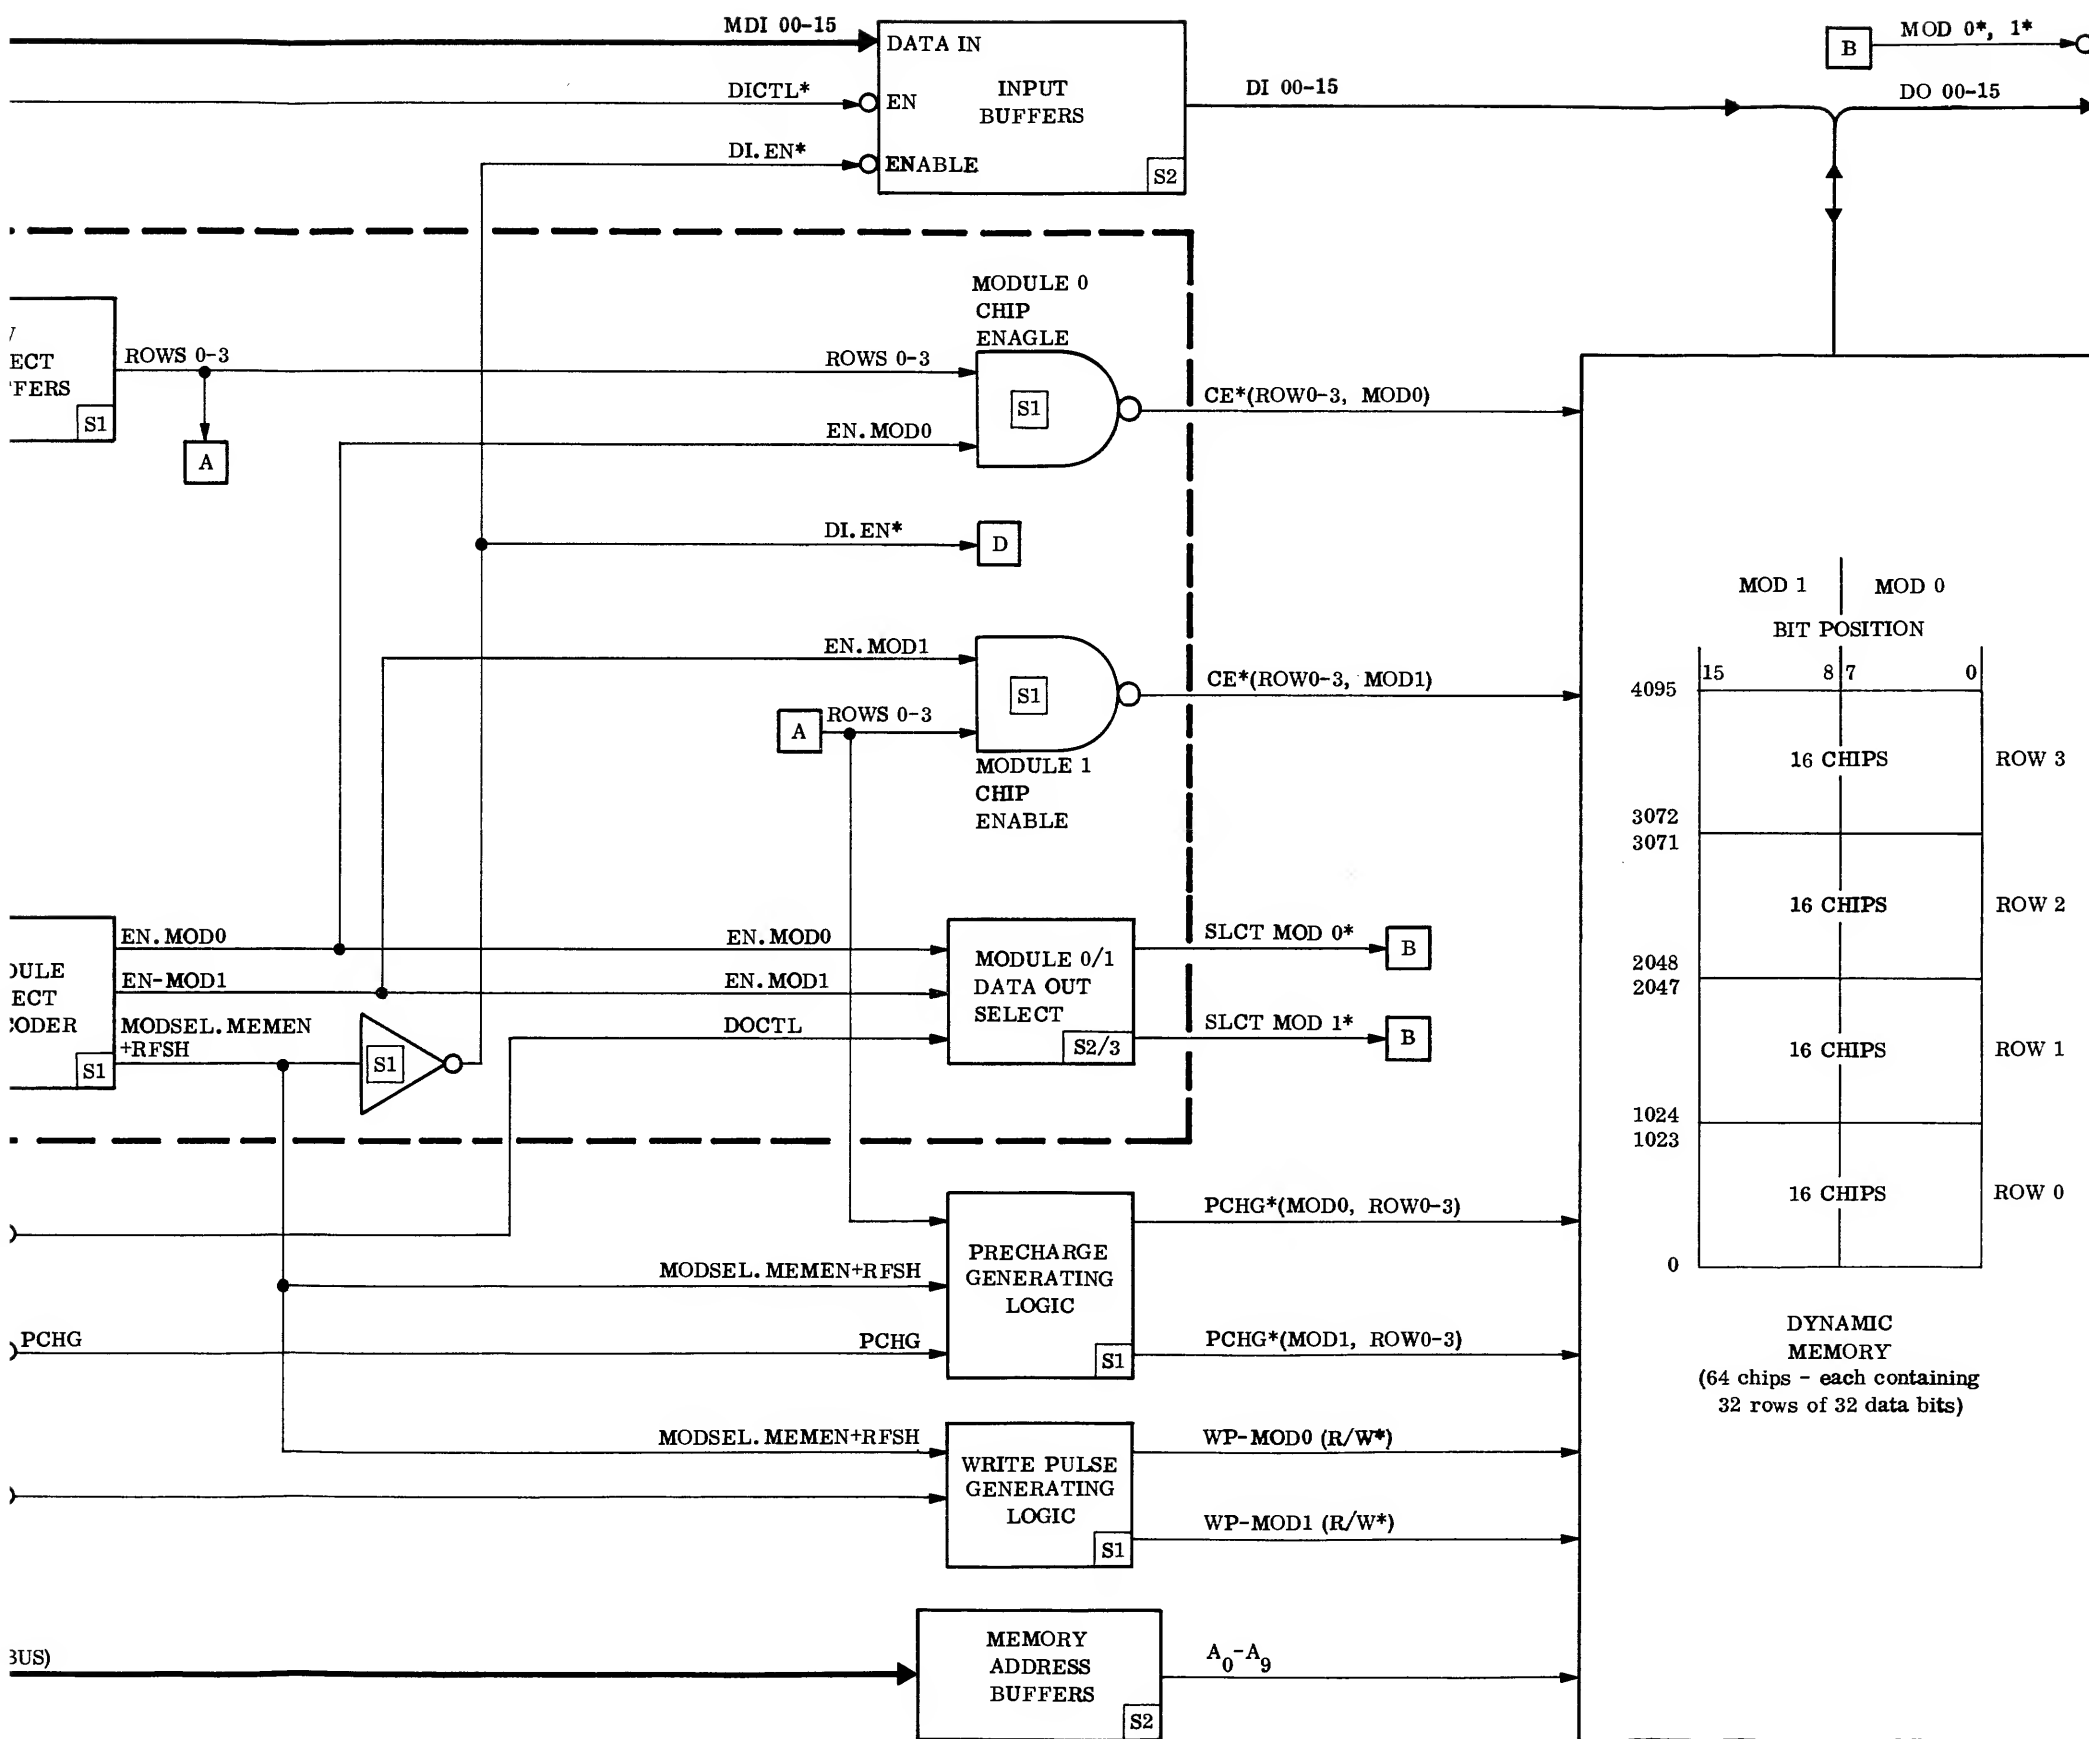 MDI 00-15
DATA IN
DICTL*
EN
INPUT
BUFFERS
DI.EN*
ENABLE
S2
DI 00-15
B
MOD 0*, 1*
DO 00-15
ECT
FERS
S1
ROWS 0-3
A
ROWS 0-3
EN.MOD0
MODULE 0
CHIP
ENAGLE
S1
CE*(ROW0-3, MOD0)
DI.EN*
D
EN.MOD1
A
ROWS 0-3
S1
MODULE 1
CHIP
ENABLE
CE*(ROW0-3, MOD1)
DULE
ECT
CODER
S1
EN.MOD0
EN-MOD1
MODSEL.MEMEN
+RFSH
S1
EN.MOD0
EN.MOD1
DOCTL
MODULE 0/1
DATA OUT
SELECT
S2/3
SLCT MOD 0*
B
SLCT MOD 1*
B
MODSEL.MEMEN+RFSH
PCHG
PCHG
PRECHARGE
GENERATING
LOGIC
S1
PCHG*(MOD0, ROW0-3)
PCHG*(MOD1, ROW0-3)
MODSEL.MEMEN+RFSH
WRITE PULSE
GENERATING
LOGIC
S1
WP-MOD0 (R/W*)
WP-MOD1 (R/W*)
BUS)
MEMORY
ADDRESS
BUFFERS
S2
A0-A9
MOD 1 MOD 0
BIT POSITION
15 8 7 0
4095
16 CHIPS ROW 3
3072
3071
16 CHIPS ROW 2
2048
2047
16 CHIPS ROW 1
1024
1023
16 CHIPS ROW 0
0
DYNAMIC
MEMORY
(64 chips - each containing
32 rows of 32 data bits)